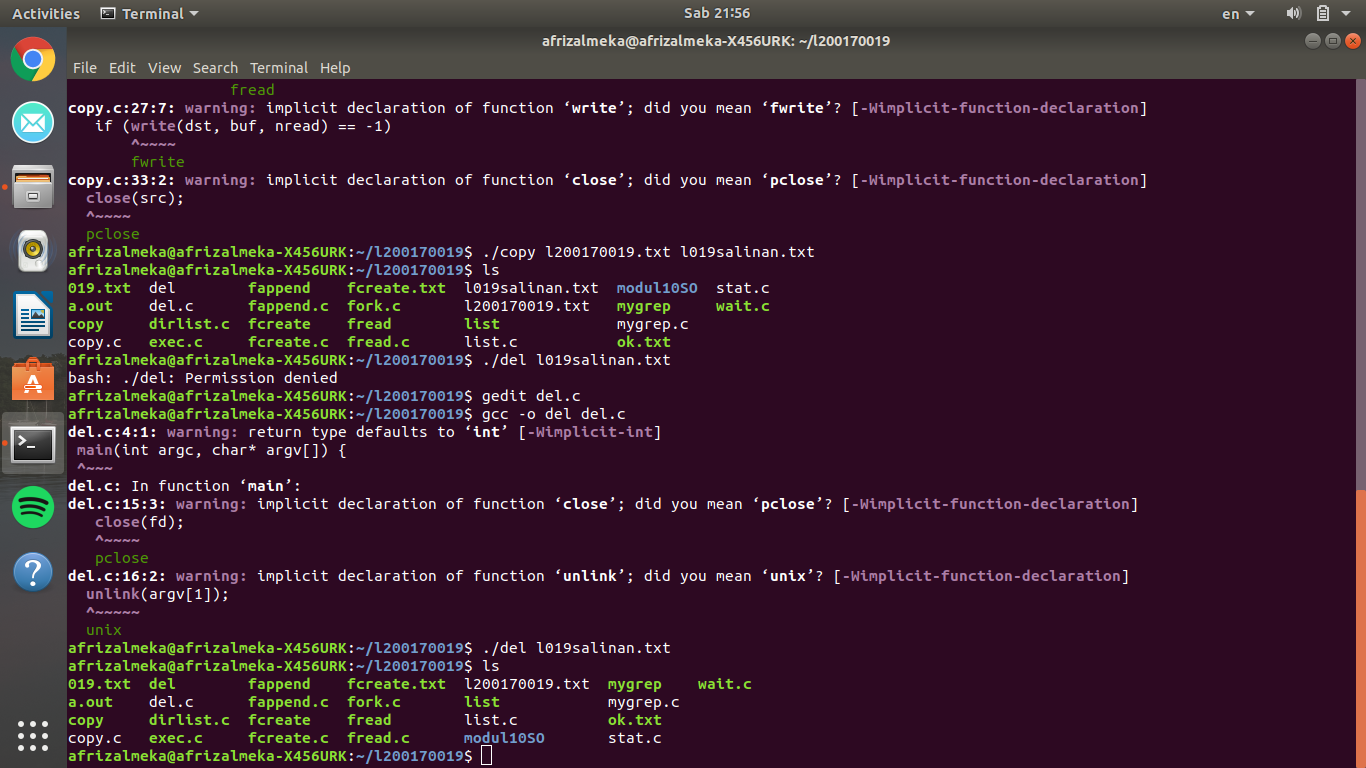 Activities Terminal Sab 21:56 en
afrizalmeka@afrizalmeka-X456URK: ~/l200170019
File Edit View Search Terminal Help
fread
copy.c:27:7: warning: implicit declaration of function ‘write’; did you mean ‘fwrite’? [-Wimplicit-function-declaration]
if (write(dst, buf, nread) == -1)
^~~~~
fwrite
copy.c:33:2: warning: implicit declaration of function ‘close’; did you mean ‘pclose’? [-Wimplicit-function-declaration]
close(src);
^~~~~
pclose
afrizalmeka@afrizalmeka-X456URK:~/l200170019$ ./copy l200170019.txt l019salinan.txt
afrizalmeka@afrizalmeka-X456URK:~/l200170019$ ls
019.txt del fappend fcreate.txt l019salinan.txt modul10SO stat.c
a.out del.c fappend.c fork.c l200170019.txt mygrep wait.c
copy dirlist.c fcreate fread list mygrep.c
copy.c exec.c fcreate.c fread.c list.c ok.txt
afrizalmeka@afrizalmeka-X456URK:~/l200170019$ ./del l019salinan.txt
bash: ./del: Permission denied
afrizalmeka@afrizalmeka-X456URK:~/l200170019$ gedit del.c
afrizalmeka@afrizalmeka-X456URK:~/l200170019$ gcc -o del del.c
del.c:4:1: warning: return type defaults to ‘int’ [-Wimplicit-int]
main(int argc, char* argv[]) {
^~~~
del.c: In function ‘main’:
del.c:15:3: warning: implicit declaration of function ‘close’; did you mean ‘pclose’? [-Wimplicit-function-declaration]
close(fd);
^~~~~
pclose
del.c:16:2: warning: implicit declaration of function ‘unlink’; did you mean ‘unix’? [-Wimplicit-function-declaration]
unlink(argv[1]);
^~~~~~
unix
afrizalmeka@afrizalmeka-X456URK:~/l200170019$ ./del l019salinan.txt
afrizalmeka@afrizalmeka-X456URK:~/l200170019$ ls
019.txt del fappend fcreate.txt l200170019.txt mygrep wait.c
a.out del.c fappend.c fork.c list mygrep.c
copy dirlist.c fcreate fread list.c ok.txt
copy.c exec.c fcreate.c fread.c modul10SO stat.c
afrizalmeka@afrizalmeka-X456URK:~/l200170019$